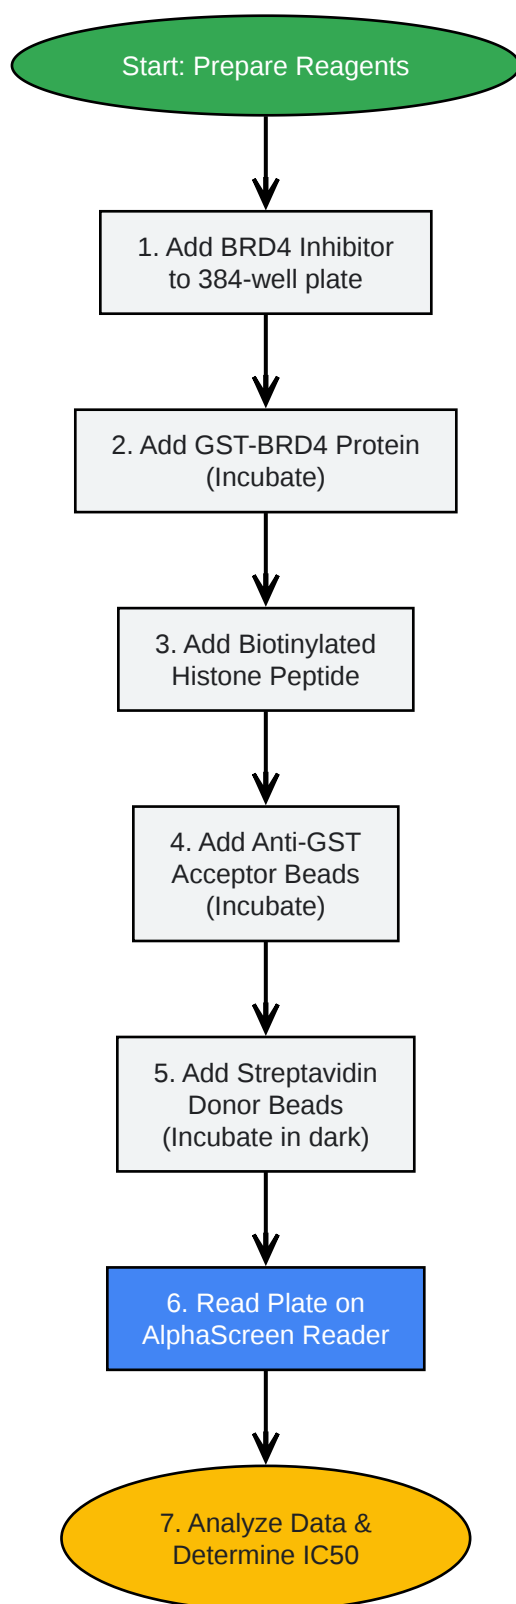 Start: Prepare Reagents
1. Add BRD4 Inhibitor
to 384-well plate
2. Add GST-BRD4 Protein
(Incubate)
3. Add Biotinylated
Histone Peptide
4. Add Anti-GST
Acceptor Beads
(Incubate)
5. Add Streptavidin
Donor Beads
(Incubate in dark)
6. Read Plate on
AlphaScreen Reader
7. Analyze Data &
Determine IC50